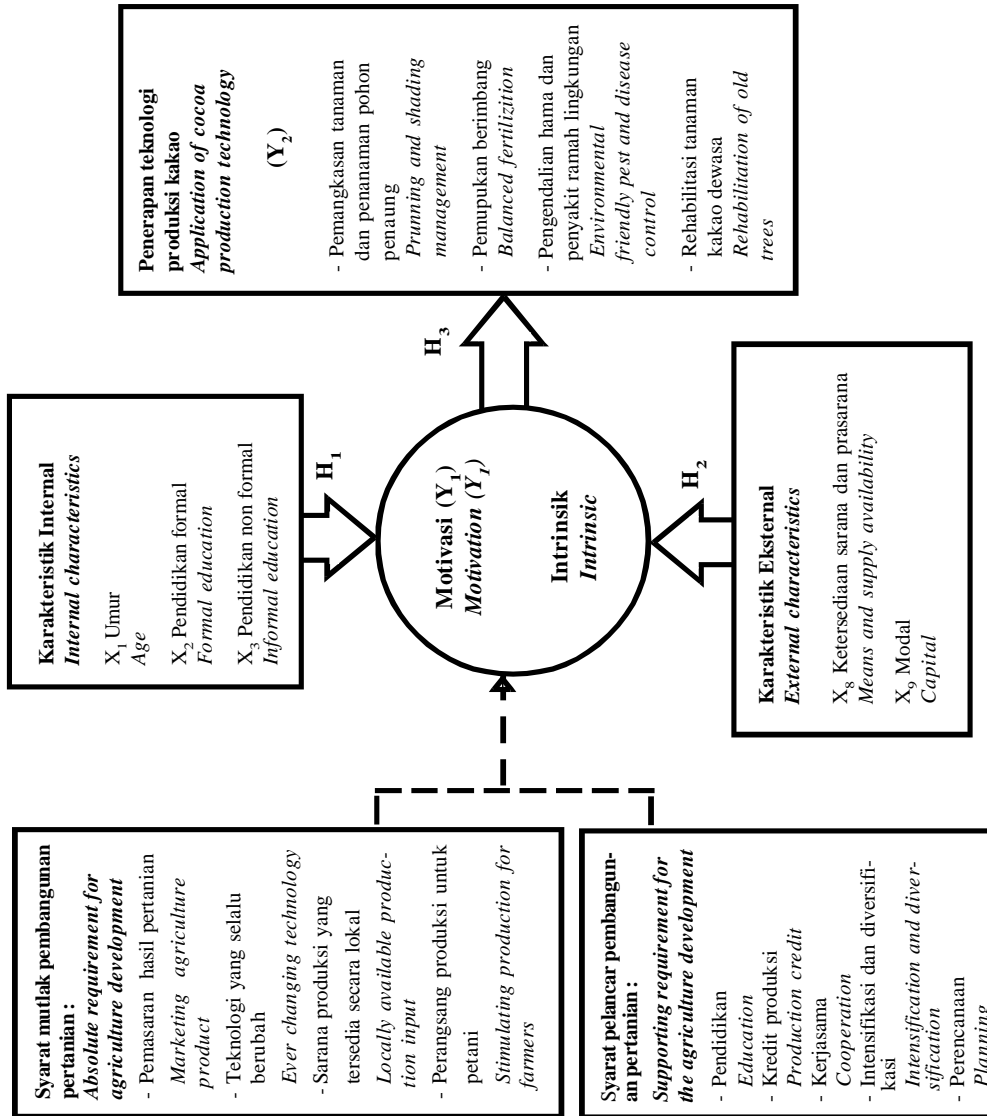 Syarat mutlak pembangunan
pertanian :
Absolute requirement for
agriculture development
- Pemasaran hasil pertanian
Marketing agriculture
product
- Teknologi yang selalu
berubah
Ever changing technology
- Sarana produksi yang
tersedia secara lokal
Locally available produc-
tion input
- Perangsang produksi untuk
petani
Stimulating production for
farmers
Syarat pelancar pembangun-
an pertanian :
Supporting requirement for
the agriculture development
- Pendidikan
Education
- Kredit produksi
Production credit
- Kerjasama
Cooperation
- Intensifikasi dan diversifi-
kasi
Intensification and diver-
sification
- Perencanaan
Planning
Karakteristik Internal
Internal characteristics
X1 Umur
Age
X2 Pendidikan formal
Formal education
X3 Pendidikan non formal
Informal education
H1
Motivasi (Y1)
Motivation (Y1)
Intrinsik
Intrinsic
H2
Karakteristik Eksternal
External characteristics
X8 Ketersediaan sarana dan prasarana
Means and supply availability
X9 Modal
Capital
H3
Penerapan teknologi
produksi kakao
Application of cocoa
production technology
(Y2)
- Pemangkasan tanaman
dan penanaman pohon
penaung
Prunning and shading
management
- Pemupukan berimbang
Balanced fertilizition
- Pengendalian hama dan
penyakit ramah lingkungan
Environmental
friendly pest and disease
control
- Rehabilitasi tanaman
kakao dewasa
Rehabilitation of old
trees